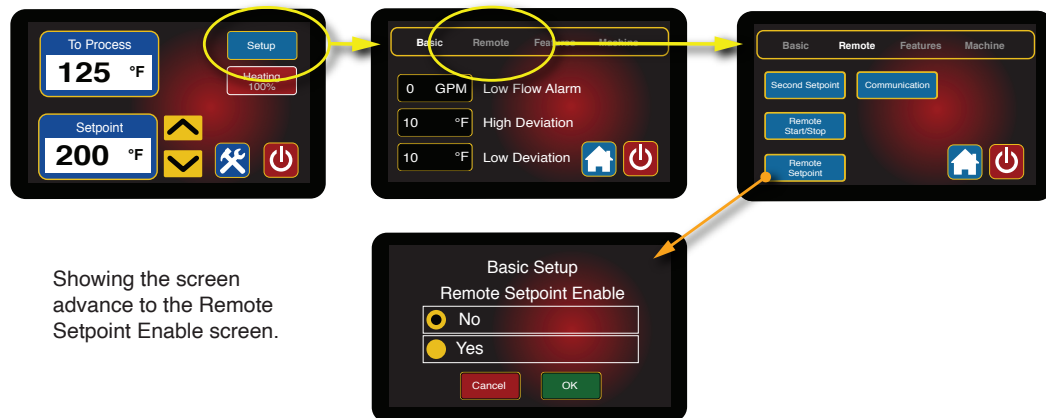 To Process
125 °F
Setup
Heating
100%
Setpoint
200 °F
Basic Remote Features Machine
0 GPM Low Flow Alarm
10 °F High Deviation
10 °F Low Deviation
Basic Remote Features Machine
Second Setpoint Communication
Remote
Start/Stop
Remote
Setpoint
Showing the screen
advance to the Remote
Setpoint Enable screen.
Basic Setup
Remote Setpoint Enable
No
Yes
Cancel OK